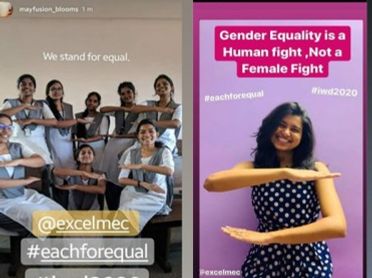 mayfusion_blooms 1 m
We stand for equal.
@excelmec
#eachforequal
#iwd2020
Gender Equality is a
Human fight ,Not a
Female Fight
#eachforequal
#iwd2020
@excelmec